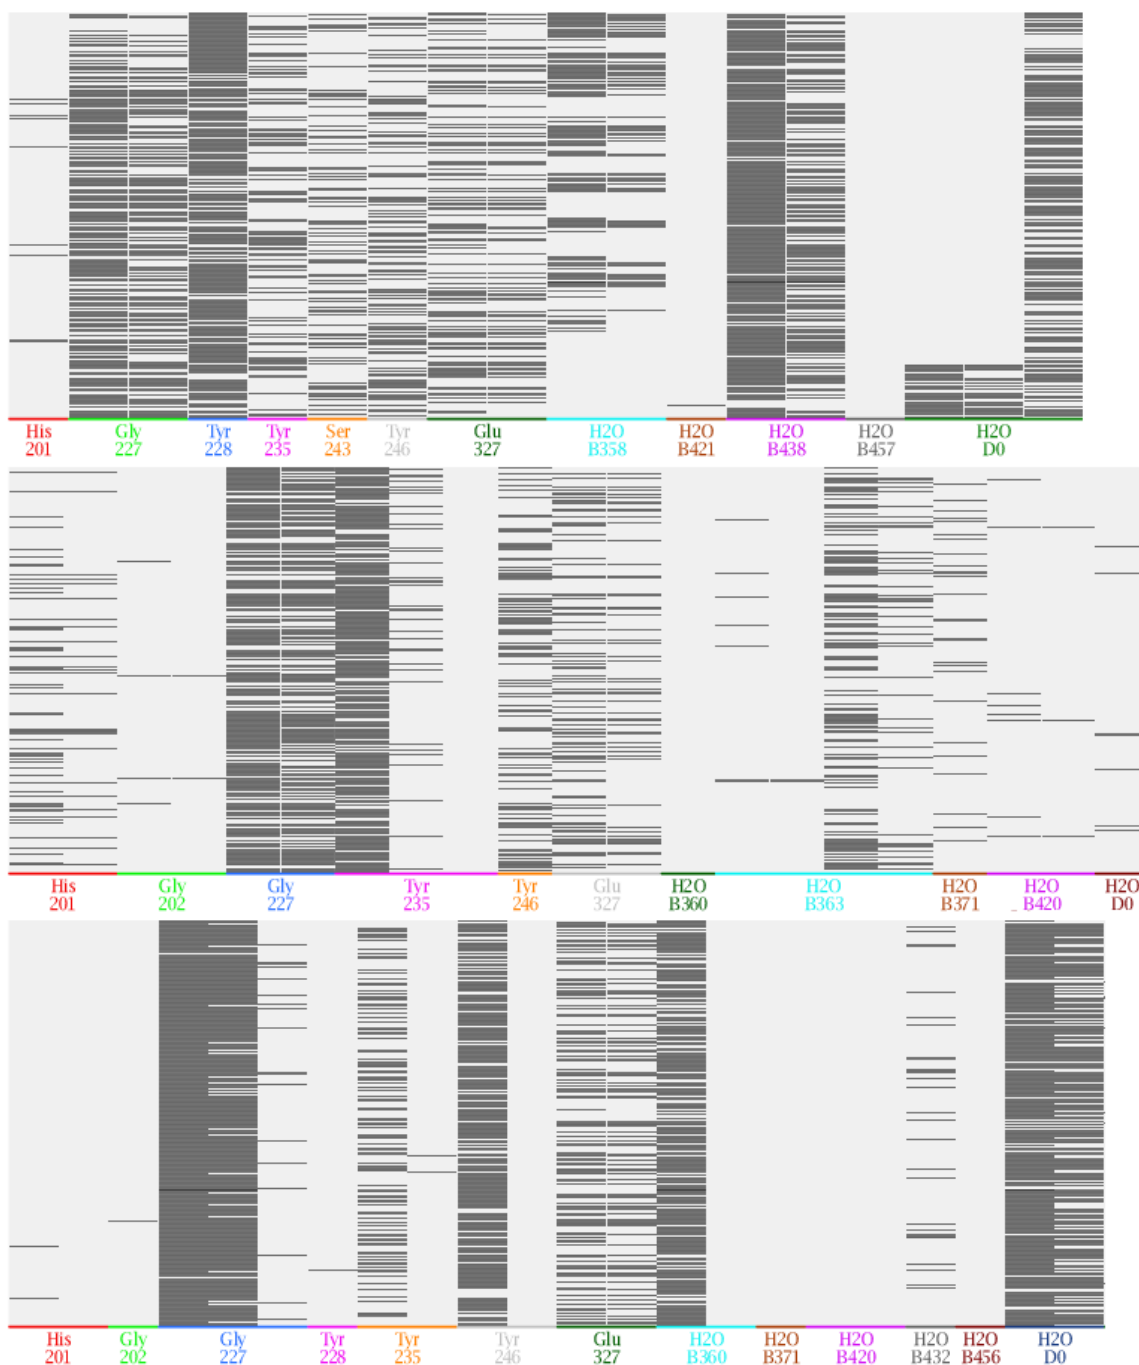 His Gly Tyr Tyr Ser Tyr Glu H2O H2O H2O H2O H2O
201 227 228 235 243 246 327 B358 B421 B438 B457 D0
His Gly Gly Tyr Tyr Glu H2O H2O H2O H2O H2O
201 202 227 235 246 327 B360 B363 B371 B420 D0
His Gly Gly Tyr Tyr Tyr Glu H2O H2O H2O H2O H2O H2O
201 202 227 228 235 246 327 B360 B371 B420 B432 B456 D0